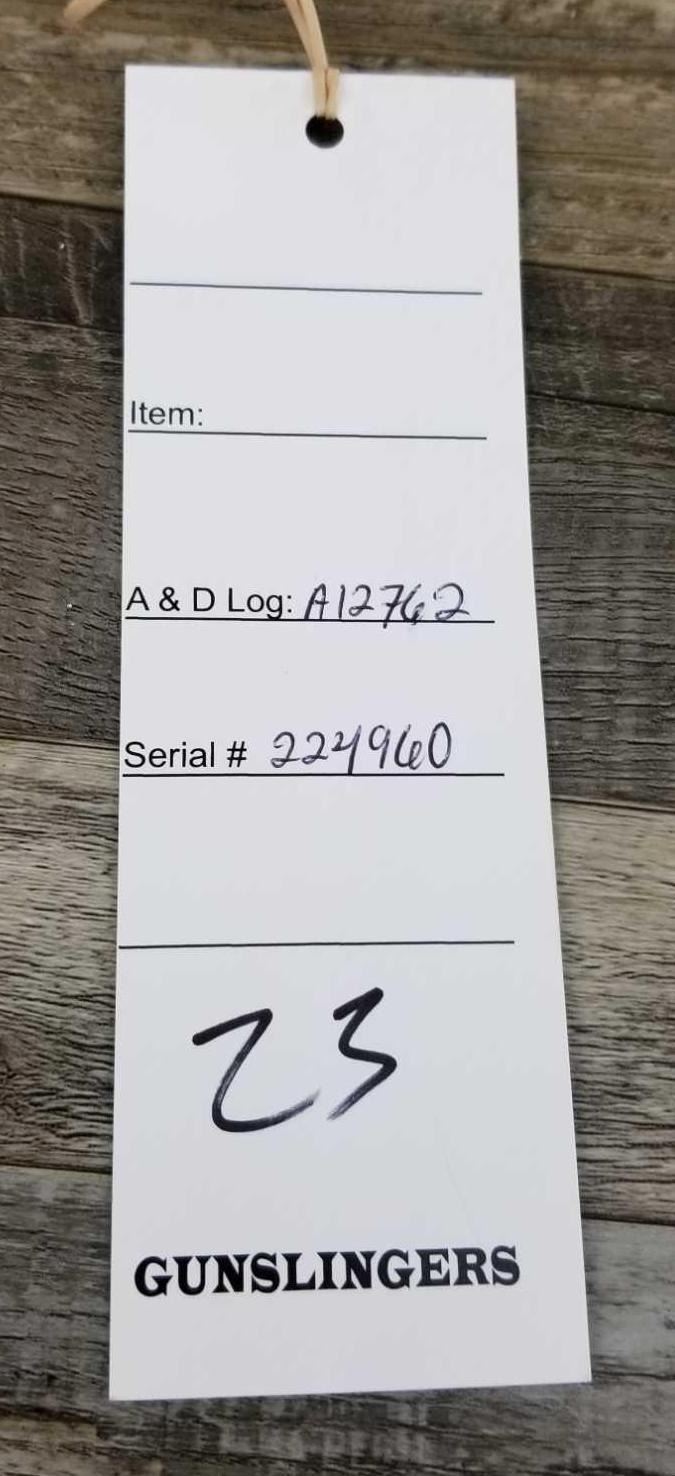 Item:
A & D Log: A12762
Serial # 224960
23
GUNSLINGERS